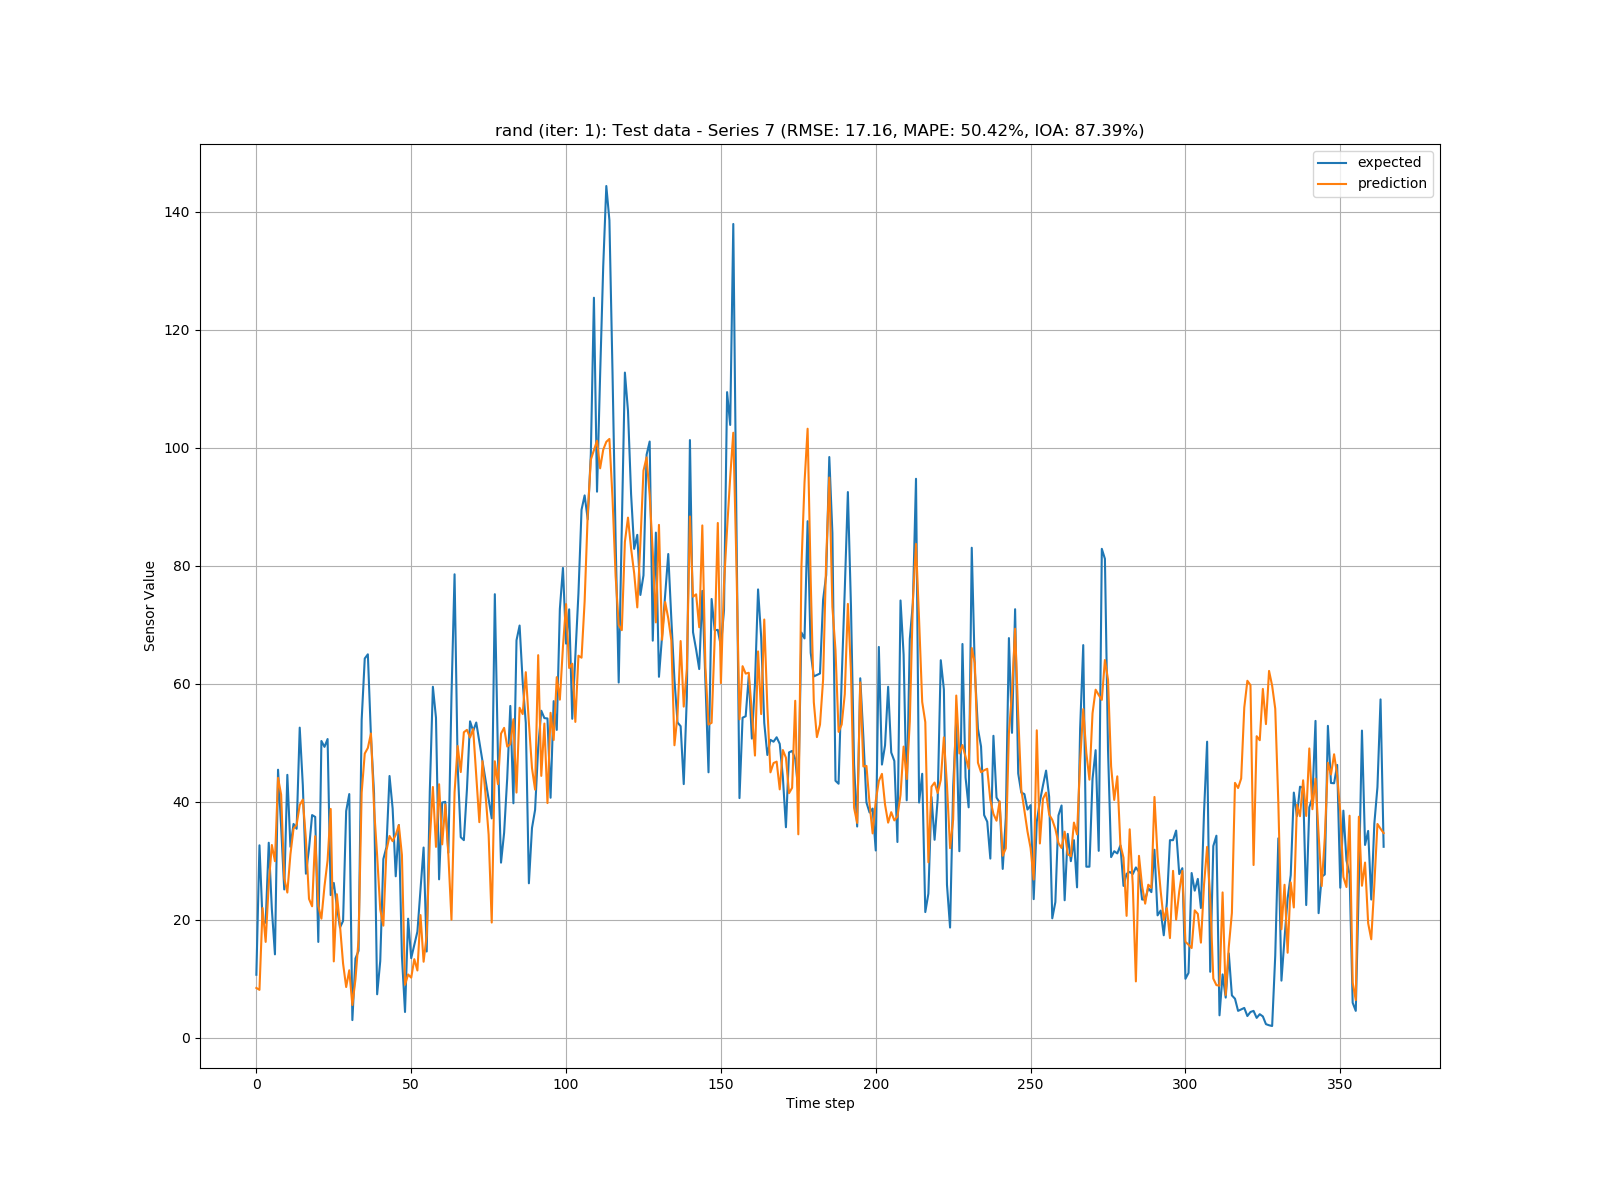 rand (iter: 1): Test data - Series 7 (RMSE: 17.16, MAPE: 50.42%, IOA: 87.39%)
expected
prediction
140
120
100
80
60
40
20
0
Sensor Value
0 50 100 150 200 250 300 350
Time step